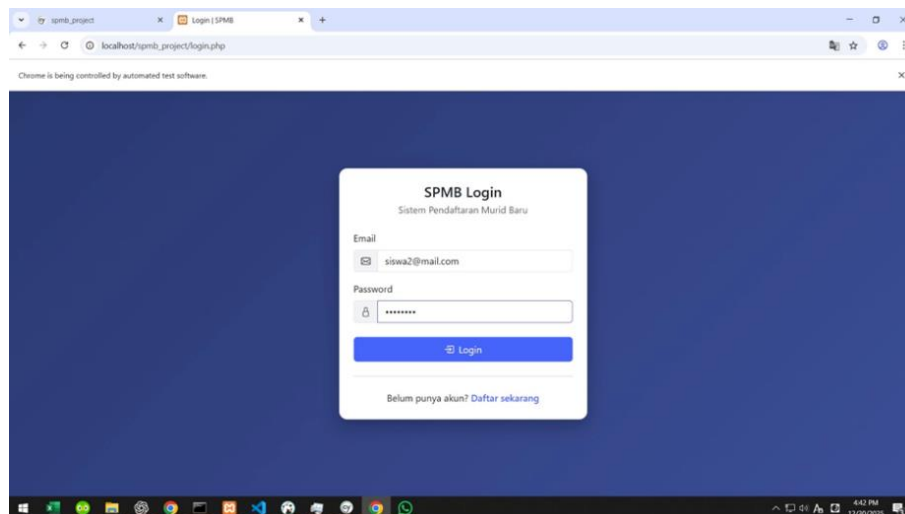 spmb_project
Login | SPMB
localhost/spmb_project/login.php
Chrome is being controlled by automated test software.
SPMB Login
Sistem Pendaftaran Murid Baru
Email
siswa2@mail.com
Password
••••••••
Login
Belum punya akun? Daftar sekarang
4:42 PM